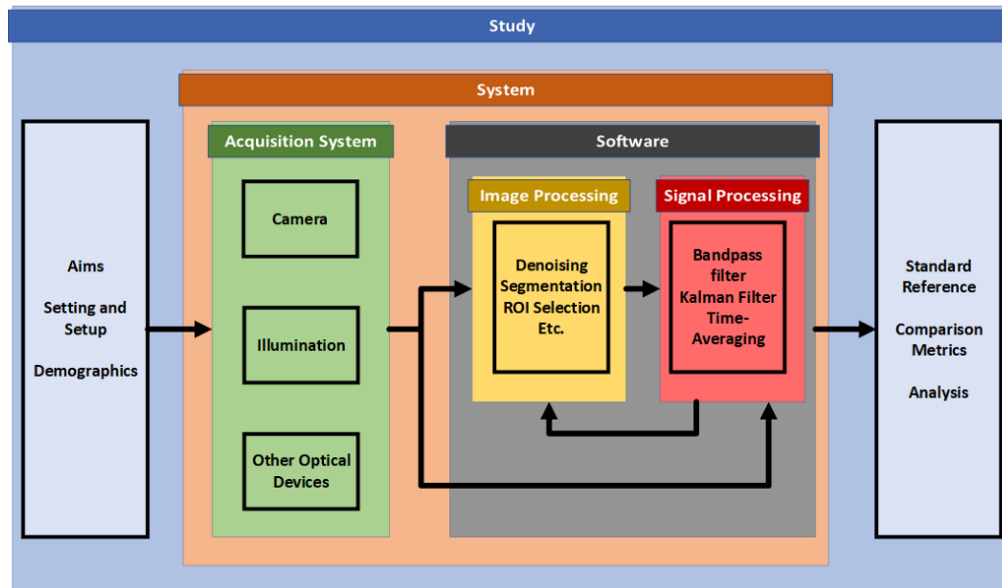 Study
System
Acquisition System
Software
Image Processing
Signal Processing
Aims
Setting and
Setup
Demographics
Camera
Illumination
Other Optical
Devices
Denoising
Segmentation
ROI Selection
Etc.
Bandpass
filter
Kalman Filter
Time-
Averaging
Standard
Reference
Comparison
Metrics
Analysis